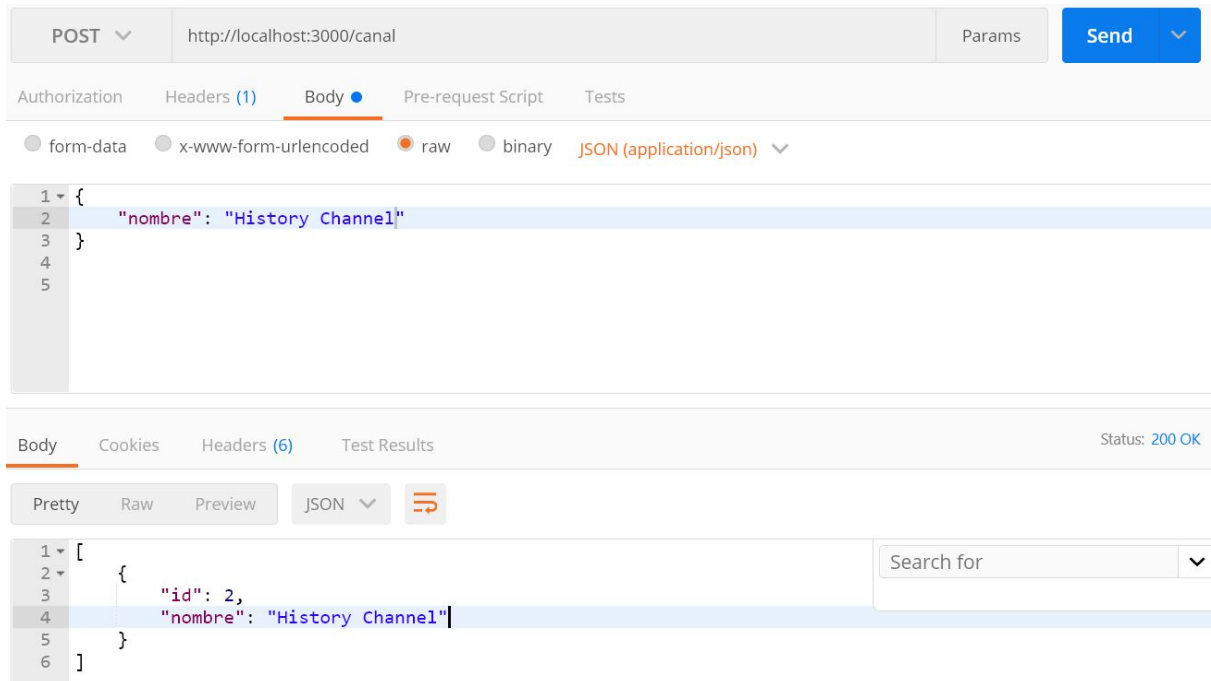 POST http://localhost:3000/canal Params Send
Authorization Headers (1) Body Pre-request Script Tests
form-data x-www-form-urlencoded raw binary JSON (application/json)
1 {
2 "nombre": "History Channel"
3 }
4
5
Body Cookies Headers (6) Test Results Status: 200 OK
Pretty Raw Preview JSON
1 [
Search for
2 {
3 "id": 2,
4 "nombre": "History Channel"
5 }
6 ]